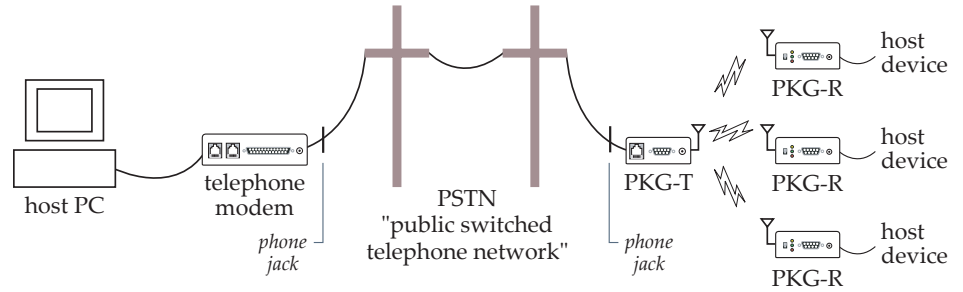 host PC
telephone
modem
phone
jack
PSTN
"public switched
telephone network"
phone
jack
PKG-T
host
device
PKG-R
host
device
PKG-R
host
device
PKG-R